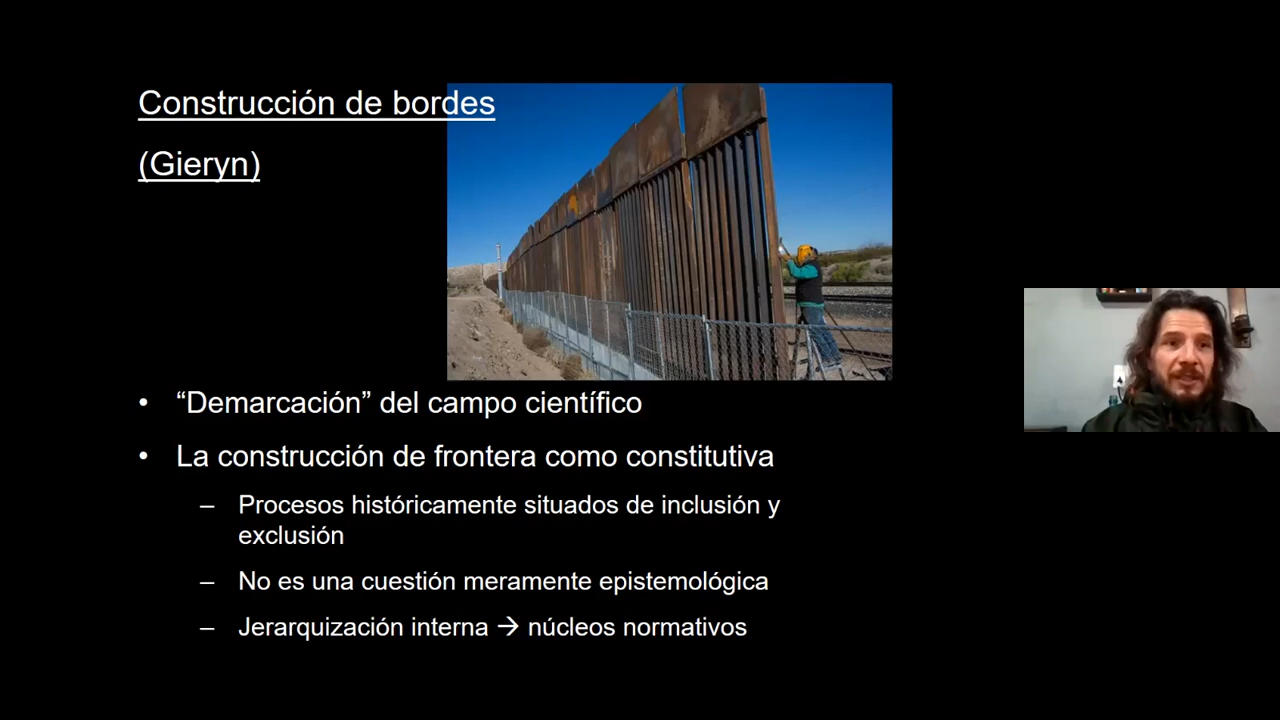 Construcción de bordes
(Gieryn)
• “Demarcación” del campo científico
• La construcción de frontera como constitutiva
– Procesos históricamente situados de inclusión y
exclusión
– No es una cuestión meramente epistemológica
– Jerarquización interna → núcleos normativos